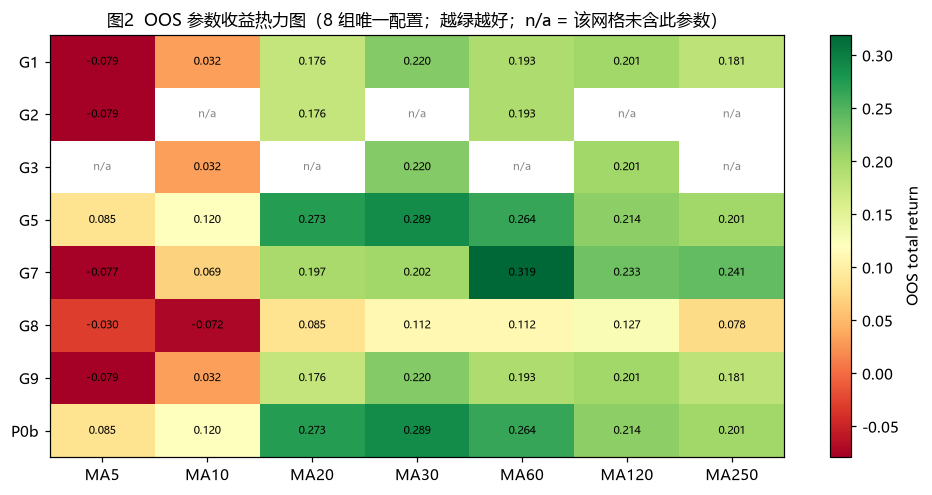 图2 OOS 参数收益热力图（8 组唯一配置；越绿越好；n/a = 该网格未含此参数）
G1 -0.079 0.032 0.176 0.220 0.193 0.201 0.181
G2 -0.079 n/a 0.176 n/a 0.193 n/a n/a
G3 n/a 0.032 n/a 0.220 n/a 0.201 n/a
G5 0.085 0.120 0.273 0.289 0.264 0.214 0.201
G7 -0.077 0.069 0.197 0.202 0.319 0.233 0.241
G8 -0.030 -0.072 0.085 0.112 0.112 0.127 0.078
G9 -0.079 0.032 0.176 0.220 0.193 0.201 0.181
P0b 0.085 0.120 0.273 0.289 0.264 0.214 0.201
MA5 MA10 MA20 MA30 MA60 MA120 MA250
0.30
0.25
0.20
0.15
0.10
0.05
0.00
-0.05
OOS total return